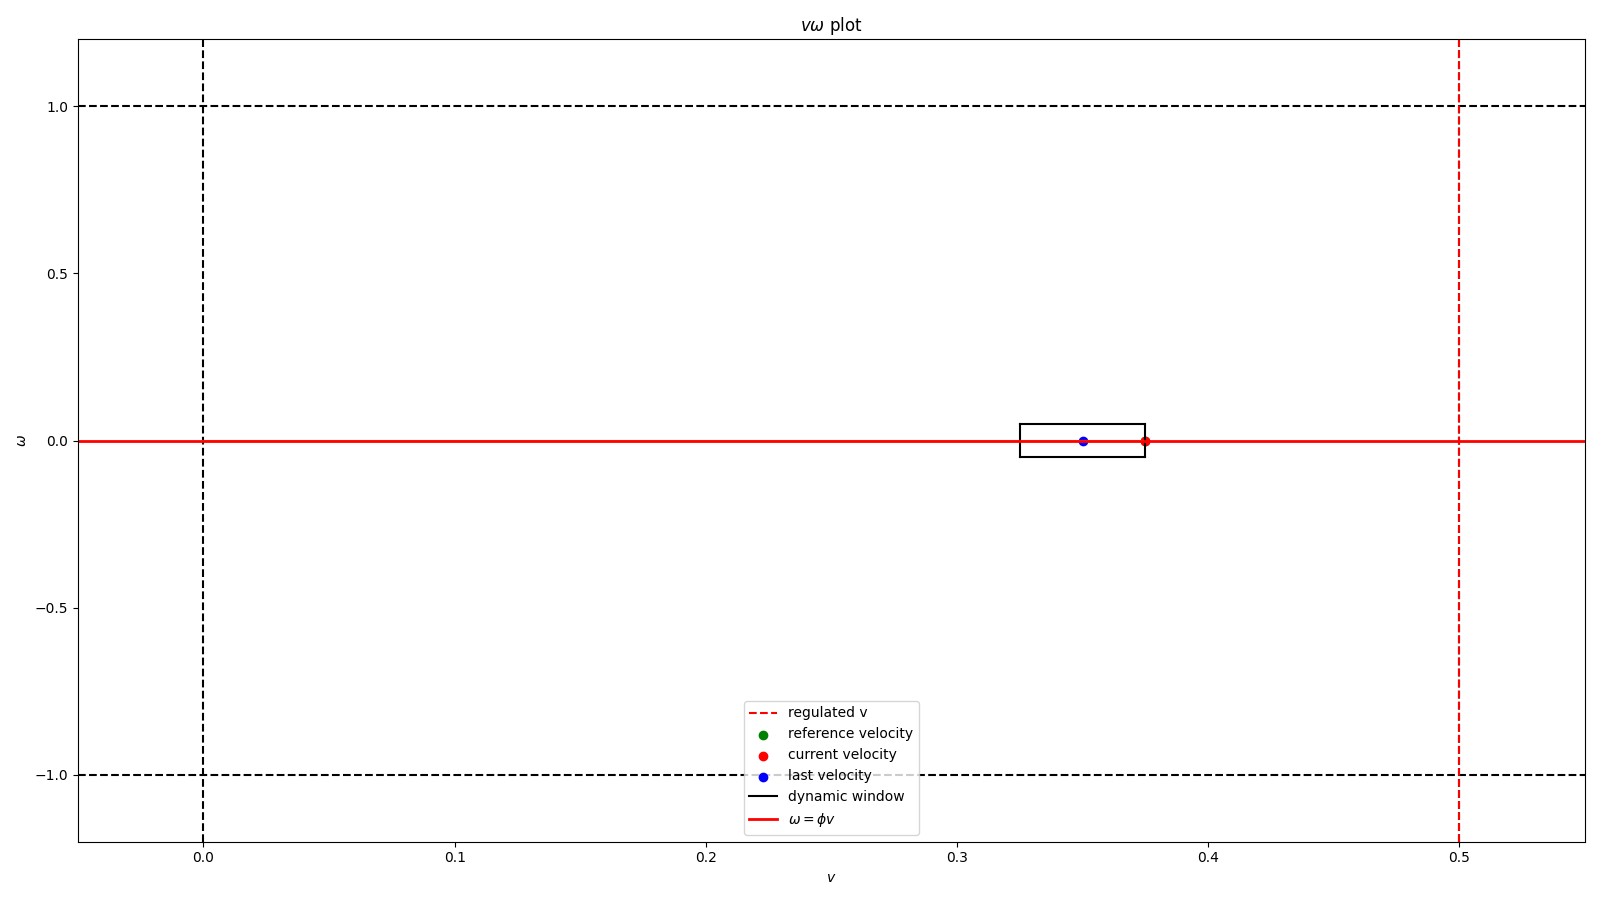 vω plot
1.0
0.5
0.0
−0.5
−1.0
ω
regulated v
reference velocity
current velocity
last velocity
dynamic window
ω = ϕv
0.0 0.1 0.2 0.3 0.4 0.5
v